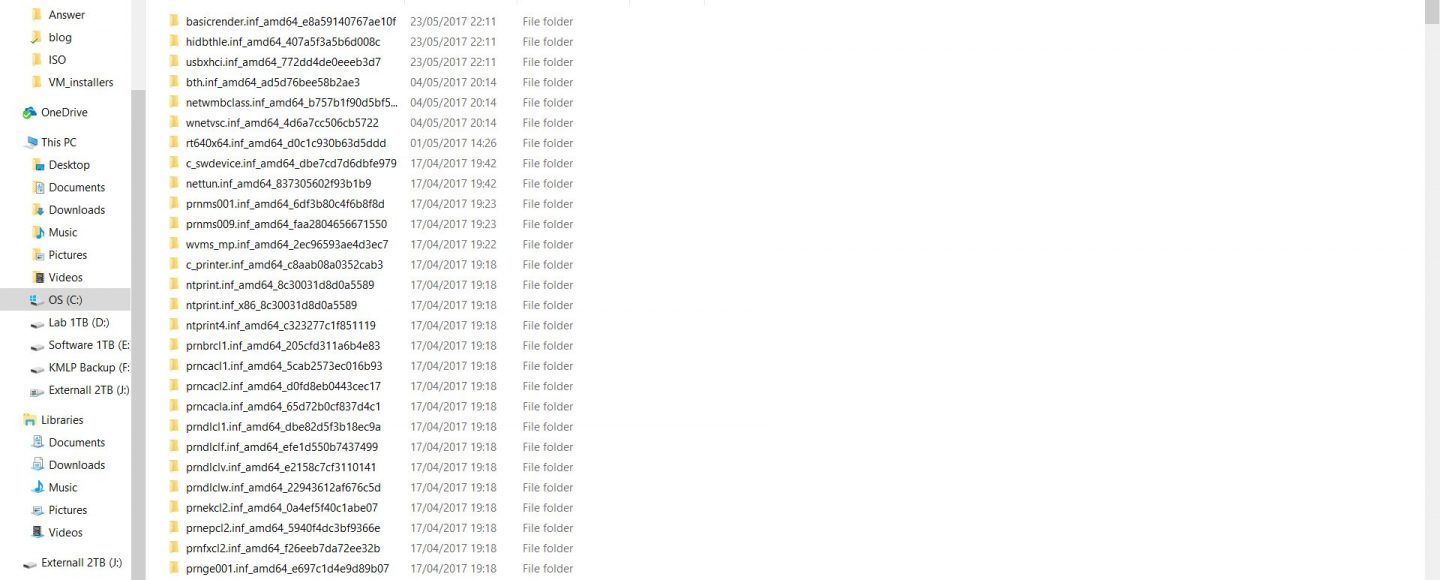 Answer
blog
ISO
VM_installers
OneDrive
This PC
Desktop
Documents
Downloads
Music
Pictures
Videos
OS (C:)
Lab 1TB (D:)
Software 1TB (E:
KMLP Backup (F:
Externall 2TB (J:)
Libraries
Documents
Downloads
Music
Pictures
Videos
Externall 2TB (J:)
basicrender.inf_amd64_e8a59140767ae10f 23/05/2017 22:11 File folder
hidbthle.inf_amd64_407a5f3a5b6d008c 23/05/2017 22:11 File folder
usbxhci.inf_amd64_772dd4de0eeeb3d7 23/05/2017 22:11 File folder
bth.inf_amd64_ad5d76bee58b2ae3 04/05/2017 20:14 File folder
netwmbclass.inf_amd64_b757b1f90d5bf5... 04/05/2017 20:14 File folder
wnetvsc.inf_amd64_4d6a7cc506cb5722 04/05/2017 20:14 File folder
rt640x64.inf_amd64_d0c1c930b63d5ddd 01/05/2017 14:26 File folder
c_swdevice.inf_amd64_dbe7cd7d6dbfe979 17/04/2017 19:42 File folder
nettun.inf_amd64_837305602f93b1b9 17/04/2017 19:42 File folder
prnms001.inf_amd64_6df3b80c4f6b8f8d 17/04/2017 19:23 File folder
prnms009.inf_amd64_faa2804656671550 17/04/2017 19:23 File folder
wvms_mp.inf_amd64_2ec96593ae4d3ec7 17/04/2017 19:22 File folder
c_printer.inf_amd64_c8aab08a0352cab3 17/04/2017 19:18 File folder
ntprint.inf_amd64_8c30031d8d0a5589 17/04/2017 19:18 File folder
ntprint.inf_x86_8c30031d8d0a5589 17/04/2017 19:18 File folder
ntprint4.inf_amd64_c323277c1f851119 17/04/2017 19:18 File folder
prnbrcl1.inf_amd64_205cfd311a6b4e83 17/04/2017 19:18 File folder
prncacl1.inf_amd64_5cab2573ec016b93 17/04/2017 19:18 File folder
prncacl2.inf_amd64_d0fd8eb0443cec17 17/04/2017 19:18 File folder
prncacla.inf_amd64_65d72b0cf837d4c1 17/04/2017 19:18 File folder
prndlcl1.inf_amd64_dbe82d5f3b18ec9a 17/04/2017 19:18 File folder
prndlclf.inf_amd64_efe1d550b7437499 17/04/2017 19:18 File folder
prndlclv.inf_amd64_e2158c7cf3110141 17/04/2017 19:18 File folder
prndlclw.inf_amd64_22943612af676c5d 17/04/2017 19:18 File folder
prnekcl2.inf_amd64_0a4ef5f40c1abe07 17/04/2017 19:18 File folder
prnepcl2.inf_amd64_5940f4dc3bf9366e 17/04/2017 19:18 File folder
prnfxcl2.inf_amd64_f26eeb7da72ee32b 17/04/2017 19:18 File folder
prnge001.inf_amd64_e697c1d4e9d89b07 17/04/2017 19:18 File folder